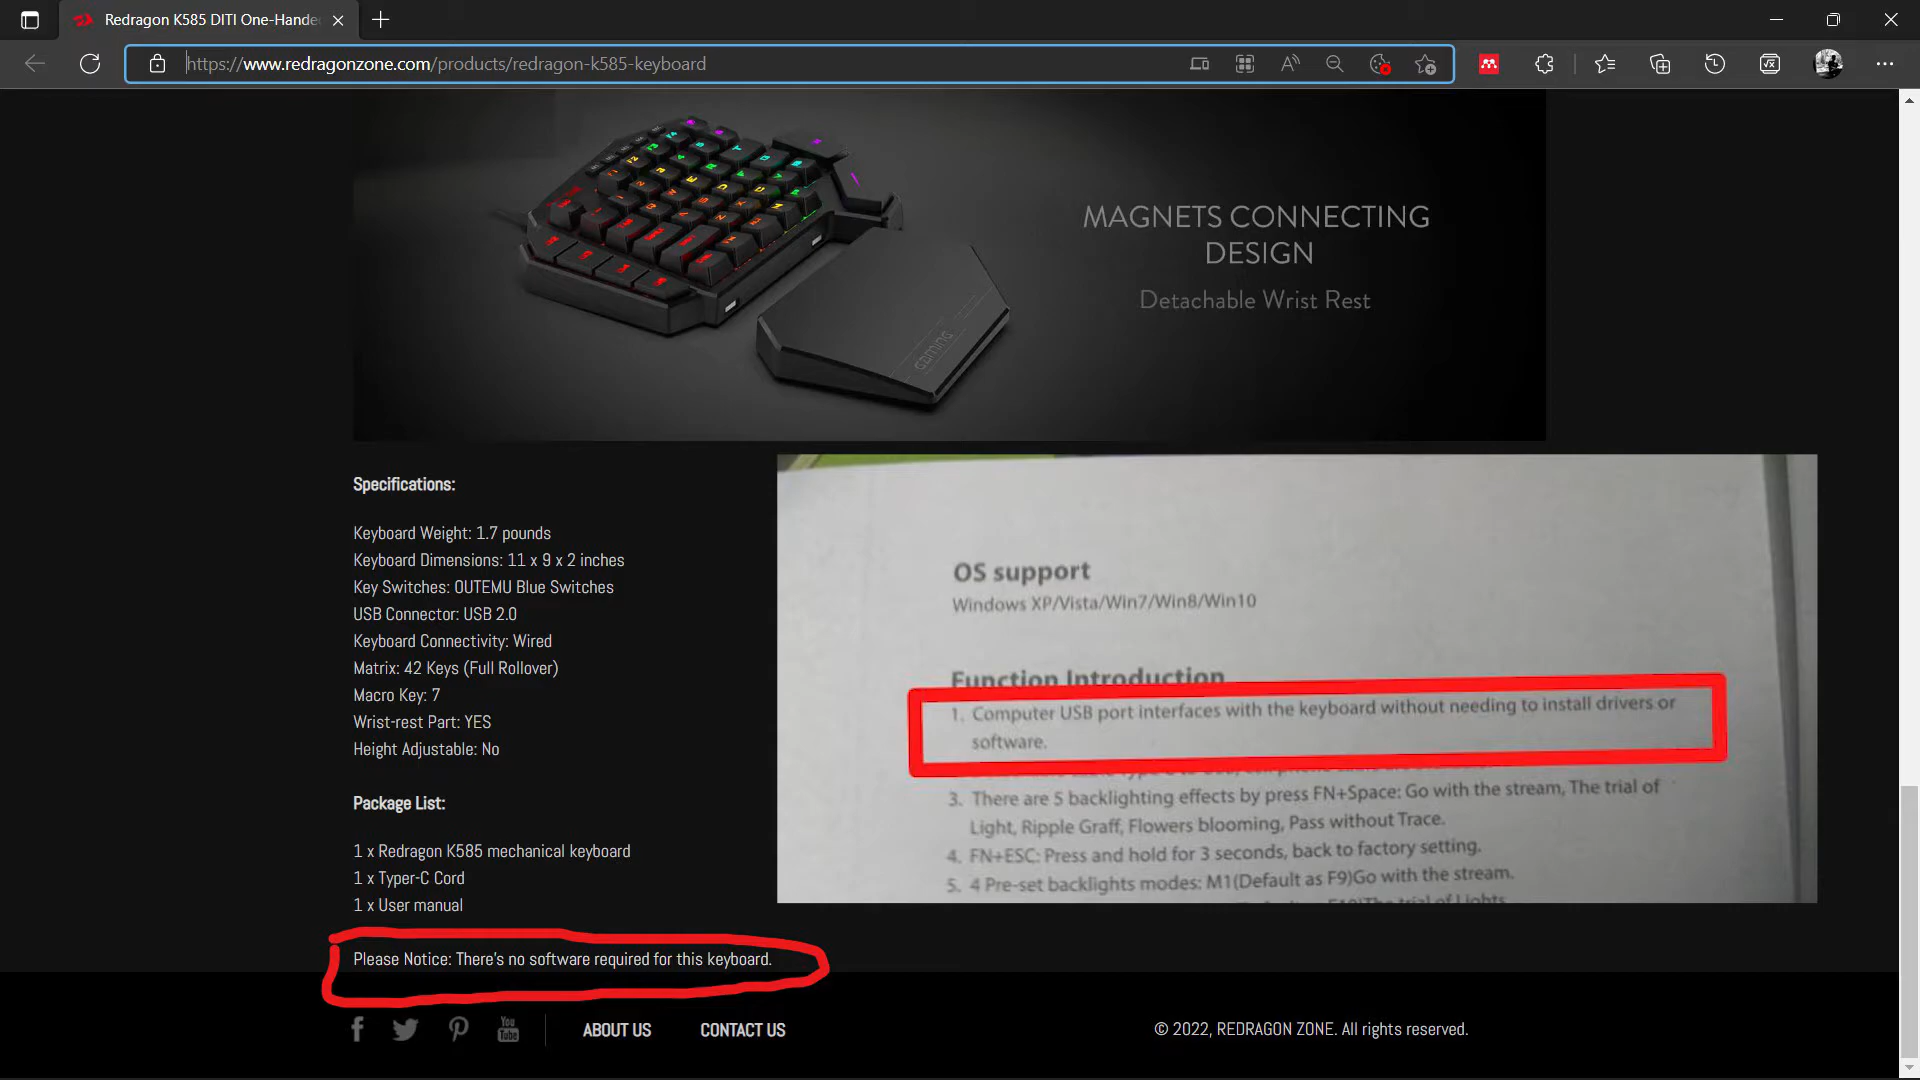 Redragon K585 DITI One-Hande
https://www.redragonzone.com/products/redragon-k585-keyboard
MAGNETS CONNECTING
DESIGN
Detachable Wrist Rest
GAMING
Specifications:
Keyboard Weight: 1.7 pounds
Keyboard Dimensions: 11 x 9 x 2 inches
Key Switches: OUTEMU Blue Switches
USB Connector: USB 2.0
Keyboard Connectivity: Wired
Matrix: 42 Keys (Full Rollover)
Macro Key: 7
Wrist-rest Part: YES
Height Adjustable: No
Package List:
1 x Redragon K585 mechanical keyboard
1 x Typer-C Cord
1 x User manual
Please Notice: There's no software required for this keyboard.
OS support
Windows XP/Vista/Win7/Win8/Win10
Function Introduction
1. Computer USB port interfaces with the keyboard without needing to install drivers or
software.
3. There are 5 backlighting effects by press FN+Space: Go with the stream, The trial of
Light, Ripple Graff, Flowers blooming, Pass without Trace.
4. FN+ESC: Press and hold for 3 seconds, back to factory setting.
5. 4 Pre-set backlights modes: M1(Default as F9)Go with the stream.
You
Tube
ABOUT US
CONTACT US
© 2022, REDRAGON ZONE. All rights reserved.